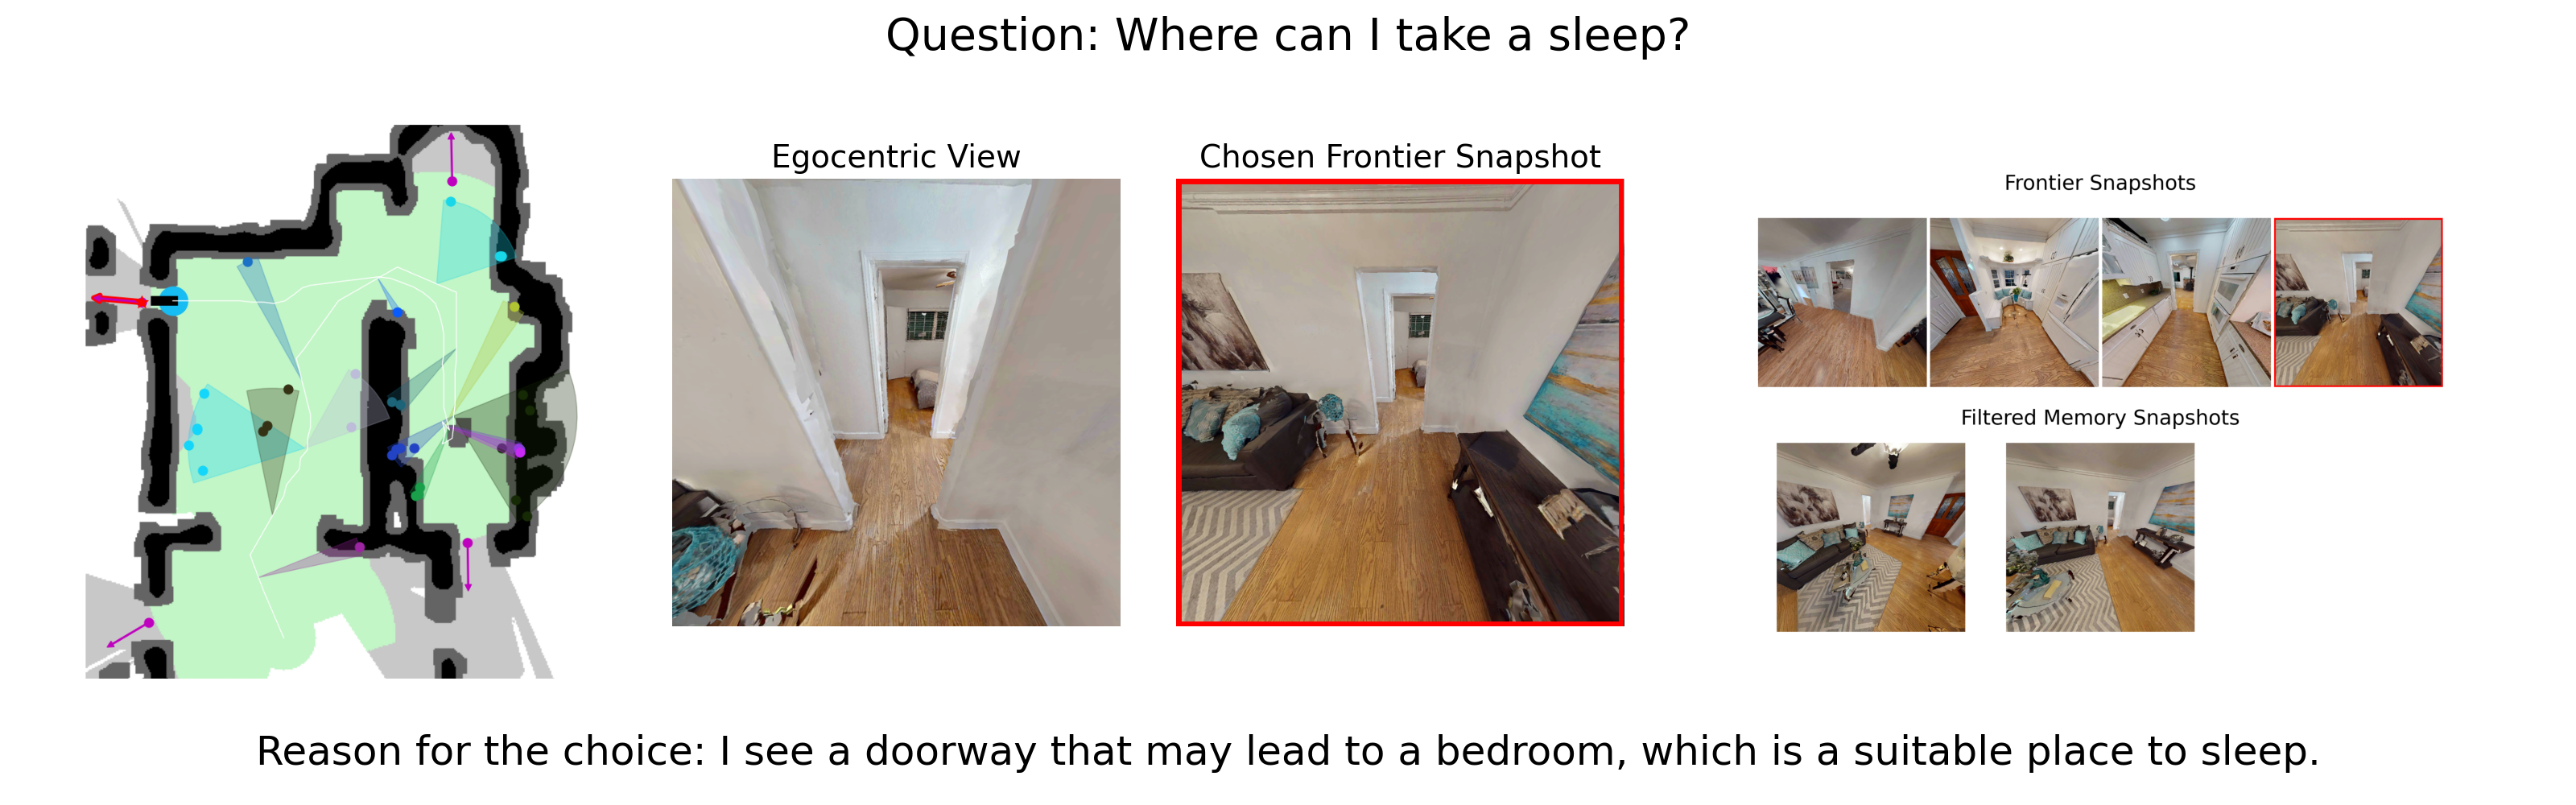 Question: Where can I take a sleep?
Egocentric View
Chosen Frontier Snapshot
Frontier Snapshots
Filtered Memory Snapshots
Reason for the choice: I see a doorway that may lead to a bedroom, which is a suitable place to sleep.